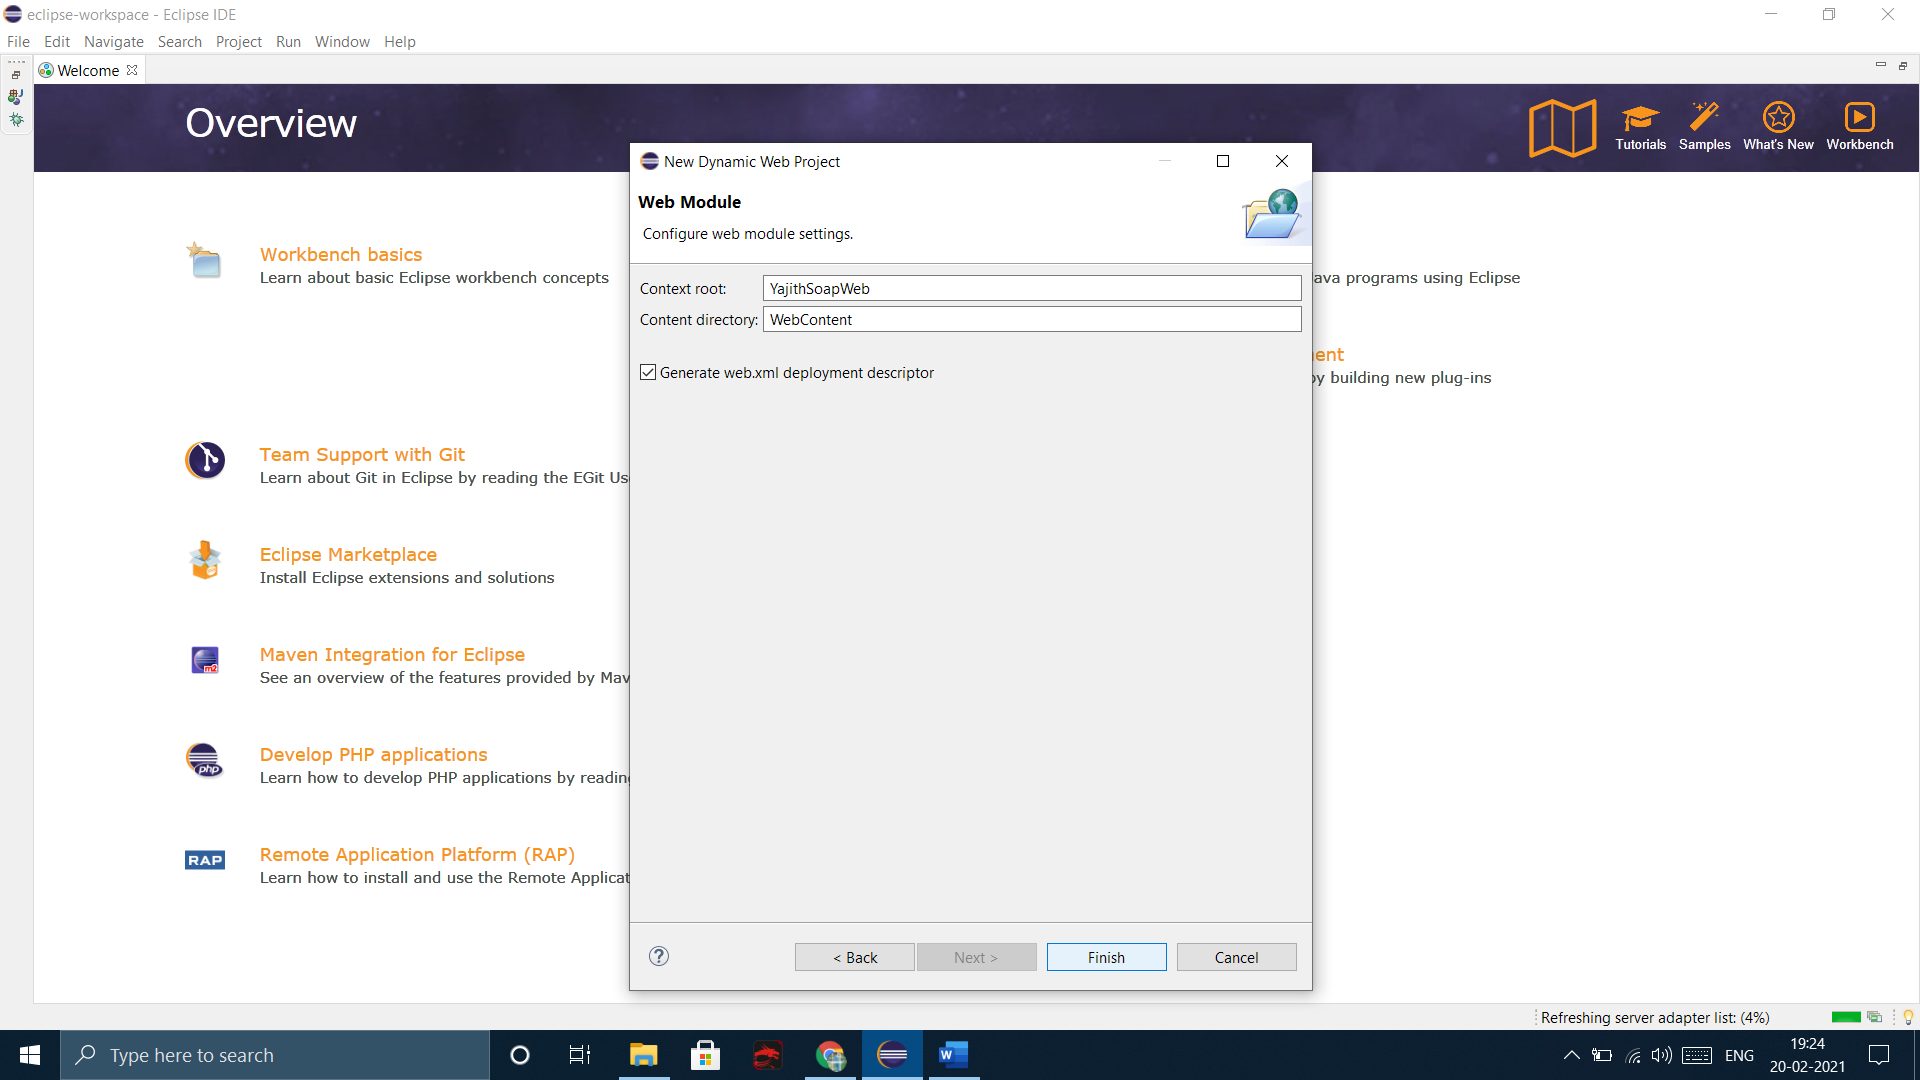 eclipse-workspace - Eclipse IDE
File Edit Navigate Search Project Run Window Help
Welcome
Overview
Tutorials Samples What's New Workbench
New Dynamic Web Project
Web Module
Configure web module settings.
Context root: YajithSoapWeb
Content directory: WebContent
Generate web.xml deployment descriptor
< Back Next > Finish Cancel
Workbench basics
Learn about basic Eclipse workbench concepts
ava programs using Eclipse
ent
by building new plug-ins
Team Support with Git
Learn about Git in Eclipse by reading the EGit Us
Eclipse Marketplace
Install Eclipse extensions and solutions
m2
Maven Integration for Eclipse
See an overview of the features provided by Mav
php
Develop PHP applications
Learn how to develop PHP applications by reading
RAP
Remote Application Platform (RAP)
Learn how to install and use the Remote Applicat
Refreshing server adapter list: (4%)
Type here to search
W
ENG
19:24
20-02-2021